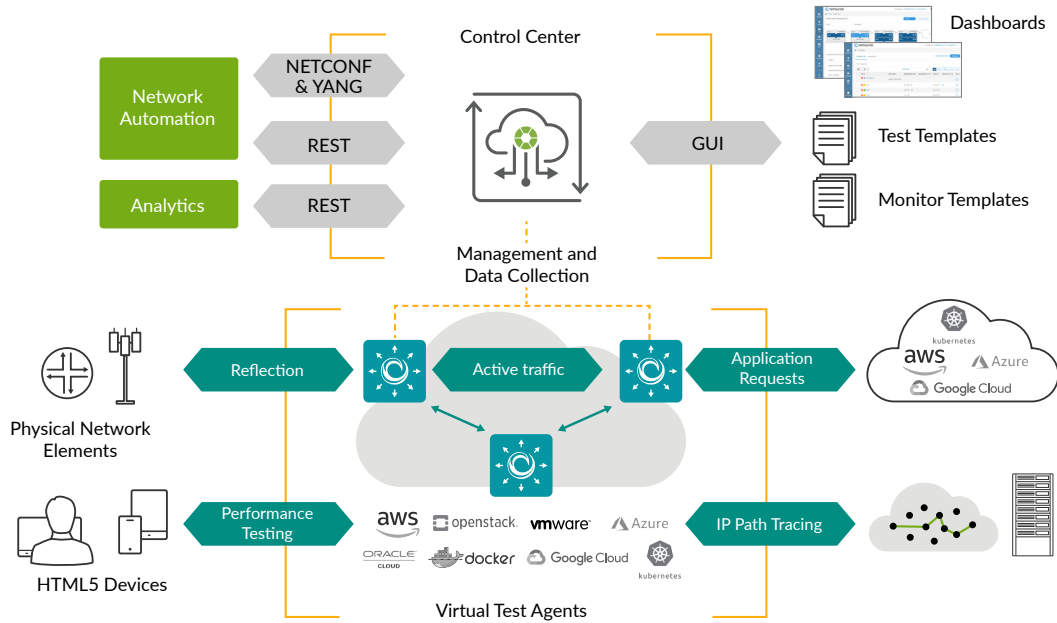 Control Center
Dashboards
Network
Automation
NETCONF
& YANG
REST
GUI
Test Templates
Analytics
REST
Monitor Templates
Management and
Data Collection
kubernetes
Reflection
Active traffic
Application
Requests
aws
Azure
Google Cloud
Physical Network
Elements
Performance
Testing
aws
openstack.
vmware
Azure
IP Path Tracing
ORACLE
CLOUD
docker
Google Cloud
kubernetes
HTML5 Devices
Virtual Test Agents